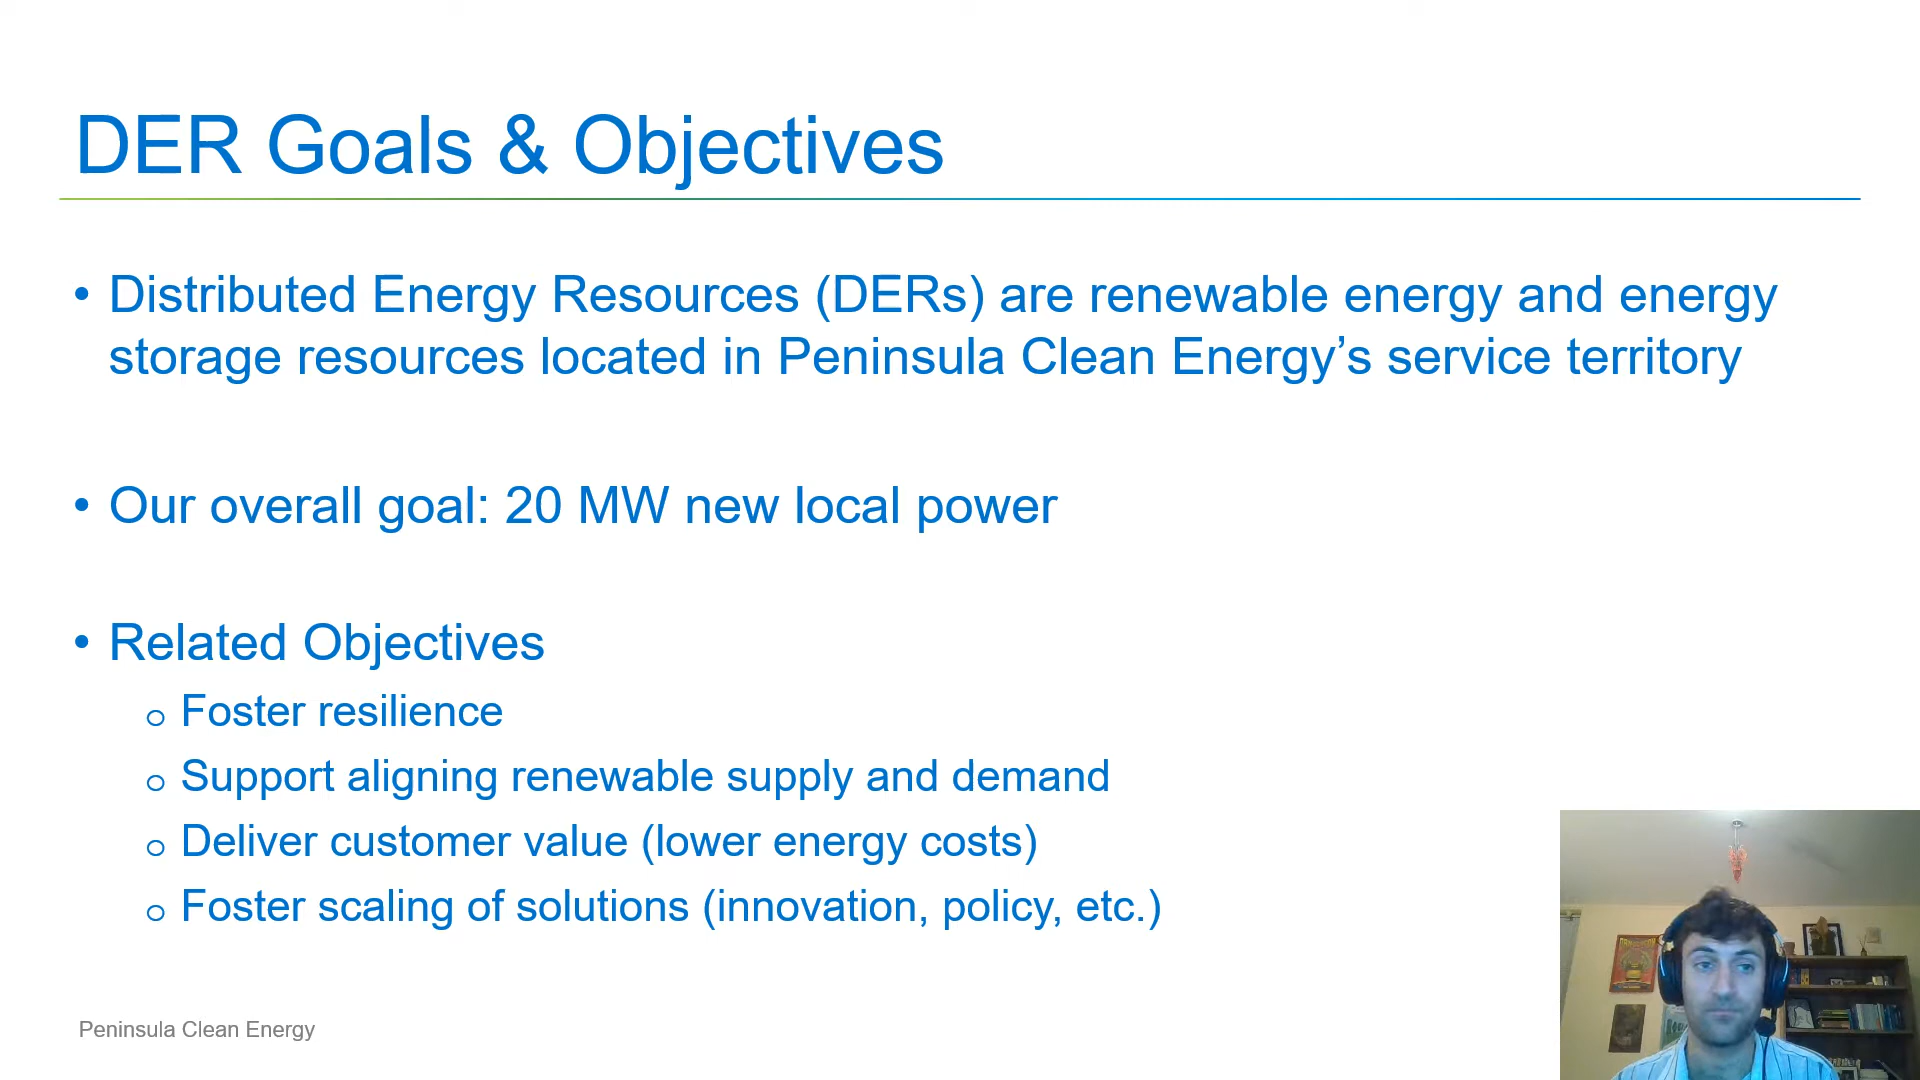 DER Goals & Objectives
• Distributed Energy Resources (DERs) are renewable energy and energy
storage resources located in Peninsula Clean Energy’s service territory
• Our overall goal: 20 MW new local power
• Related Objectives
o Foster resilience
o Support aligning renewable supply and demand
o Deliver customer value (lower energy costs)
o Foster scaling of solutions (innovation, policy, etc.)
Peninsula Clean Energy